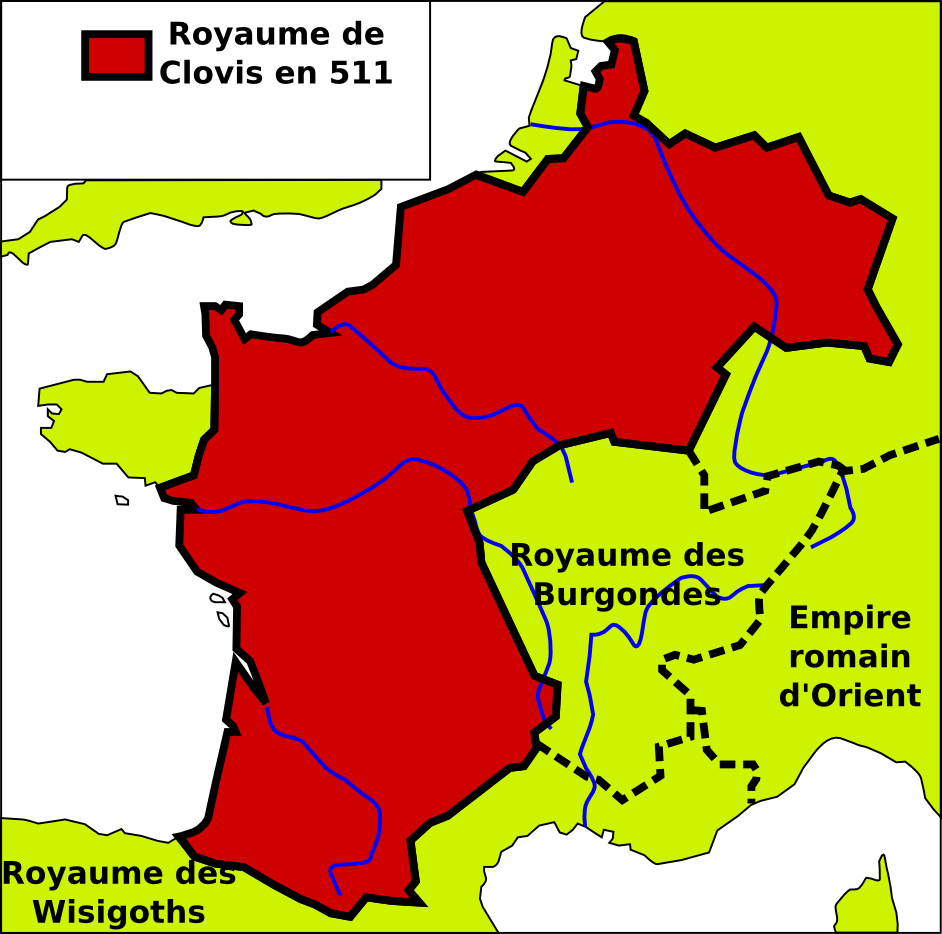 Royaume de
Clovis en 511
Royaume des
Burgondes
Empire
romain
d'Orient
Royaume des
Wisigoths